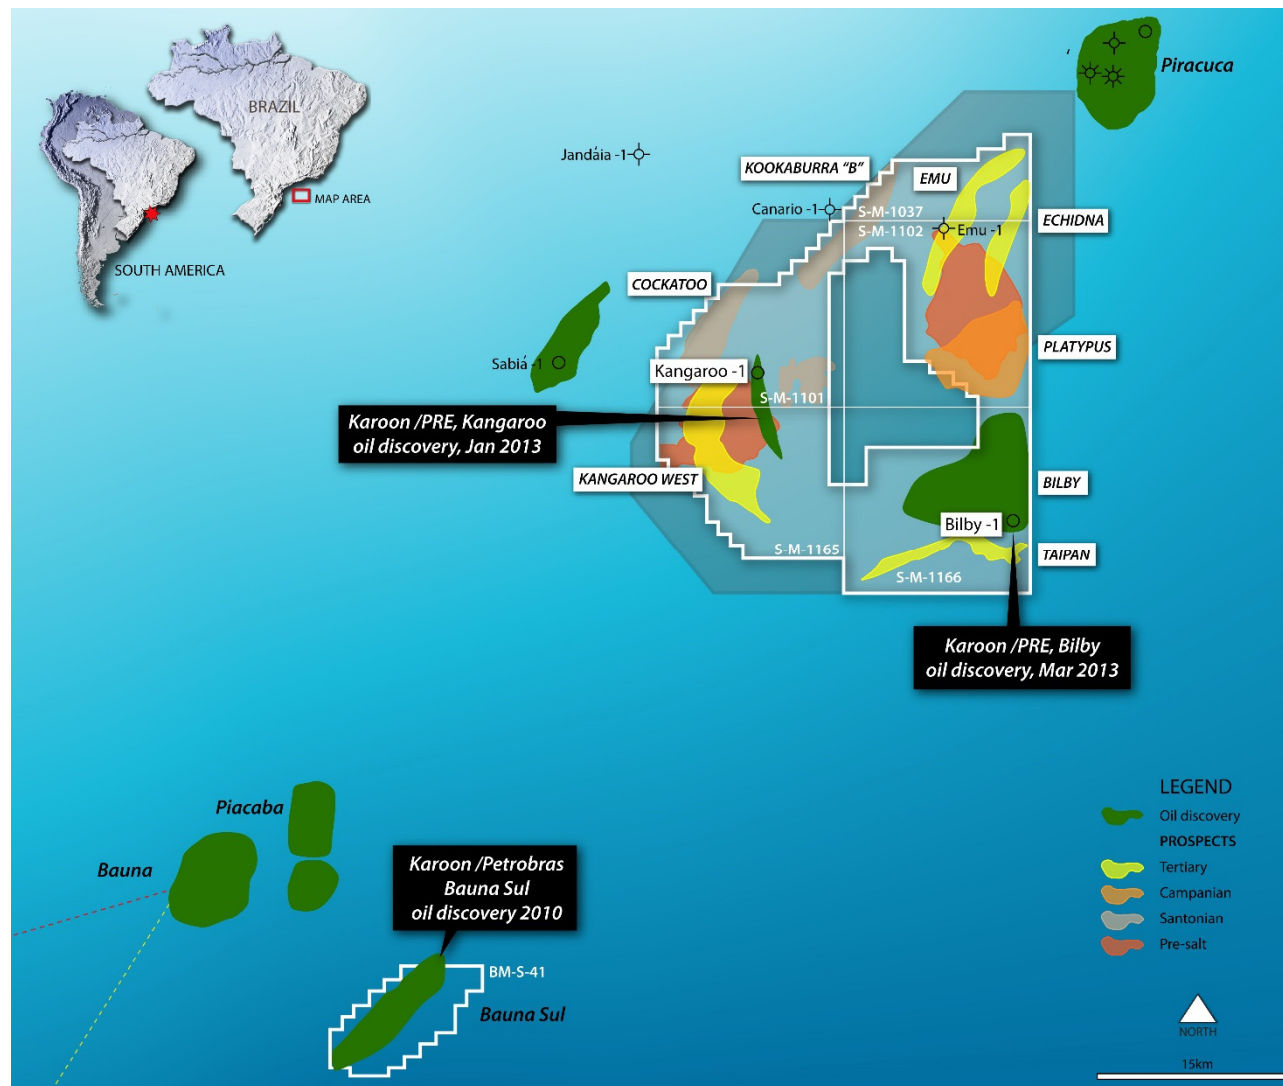 BRAZIL
MAP AREA
SOUTH AMERICA
Piracuca
Jandáia -1
KOOKABURRA "B"
EMU
Canario -1
S-M-1037
S-M-1102
Emu -1
ECHIDNA
COCKATOO
PLATYPUS
Sabiá -1
Kangaroo -1
S-M-1101
Karoon /PRE, Kangaroo
oil discovery, Jan 2013
KANGAROO WEST
BILBY
Bilby -1
S-M-1165
TAIPAN
S-M-1166
Karoon /PRE, Bilby
oil discovery, Mar 2013
Piacaba
Bauna
Karoon /Petrobras
Bauna Sul
oil discovery 2010
BM-S-41
Bauna Sul
LEGEND
Oil discovery
PROSPECTS
Tertiary
Campanian
Santonian
Pre-salt
NORTH
15km